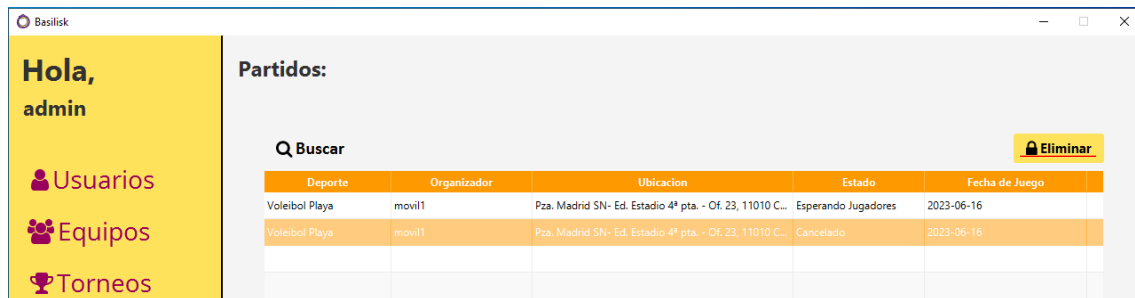 Basilisk
Hola,
admin
Usuarios
Equipos
Torneos
Partidos:
Buscar
Eliminar
Deporte Organizador Ubicacion Estado Fecha de Juego
Voleibol Playa movil1 Pza. Madrid SN- Ed. Estadio 4ª pta. - Of. 23, 11010 C... Esperando Jugadores 2023-06-16
Voleibol Playa movil1 Pza. Madrid SN- Ed. Estadio 4ª pta. - Of. 23, 11010 C... Cancelado 2023-06-16